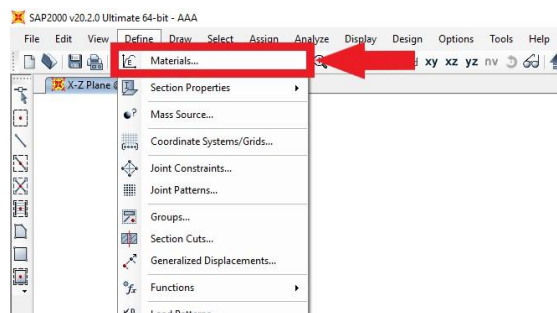 SAP2000 v20.2.0 Ultimate 64-bit - AAA
File Edit View Define Draw Select Assign Analyze Display Design Options Tools Help
xy xz yz nv
X-Z Plane @
Materials...
Section Properties
Mass Source...
Coordinate Systems/Grids...
Joint Constraints...
Joint Patterns...
Groups...
Section Cuts...
Generalized Displacements...
Functions